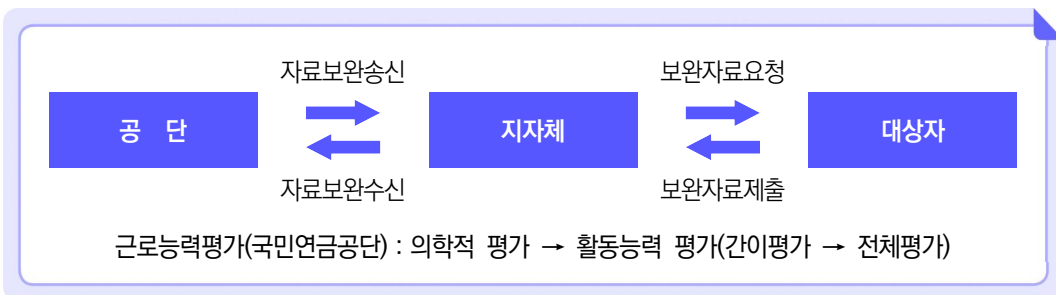 자료보완송신 보완자료요청
공 단 지자체 대상자
자료보완수신 보완자료제출
근로능력평가(국민연금공단) : 의학적 평가 → 활동능력 평가(간이평가 → 전체평가)